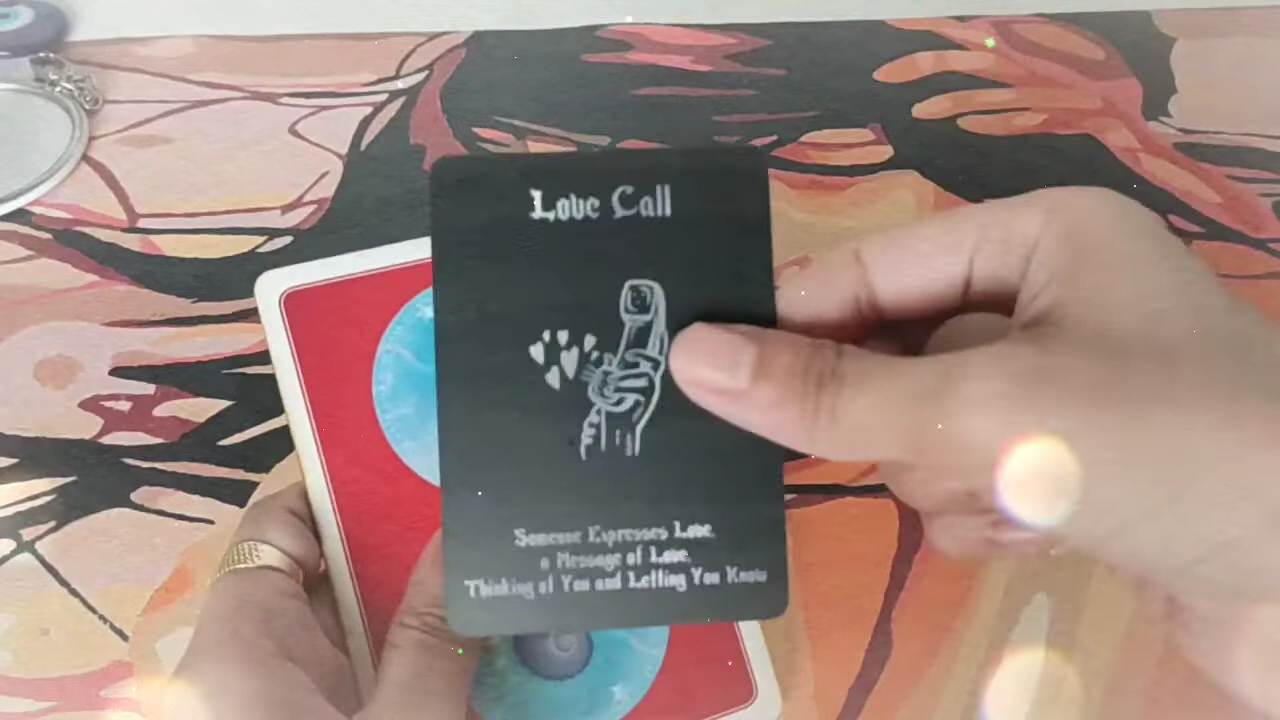 Love Call
Someone Expresses Love,
a Message of Love,
Thinking of You and Letting You Know